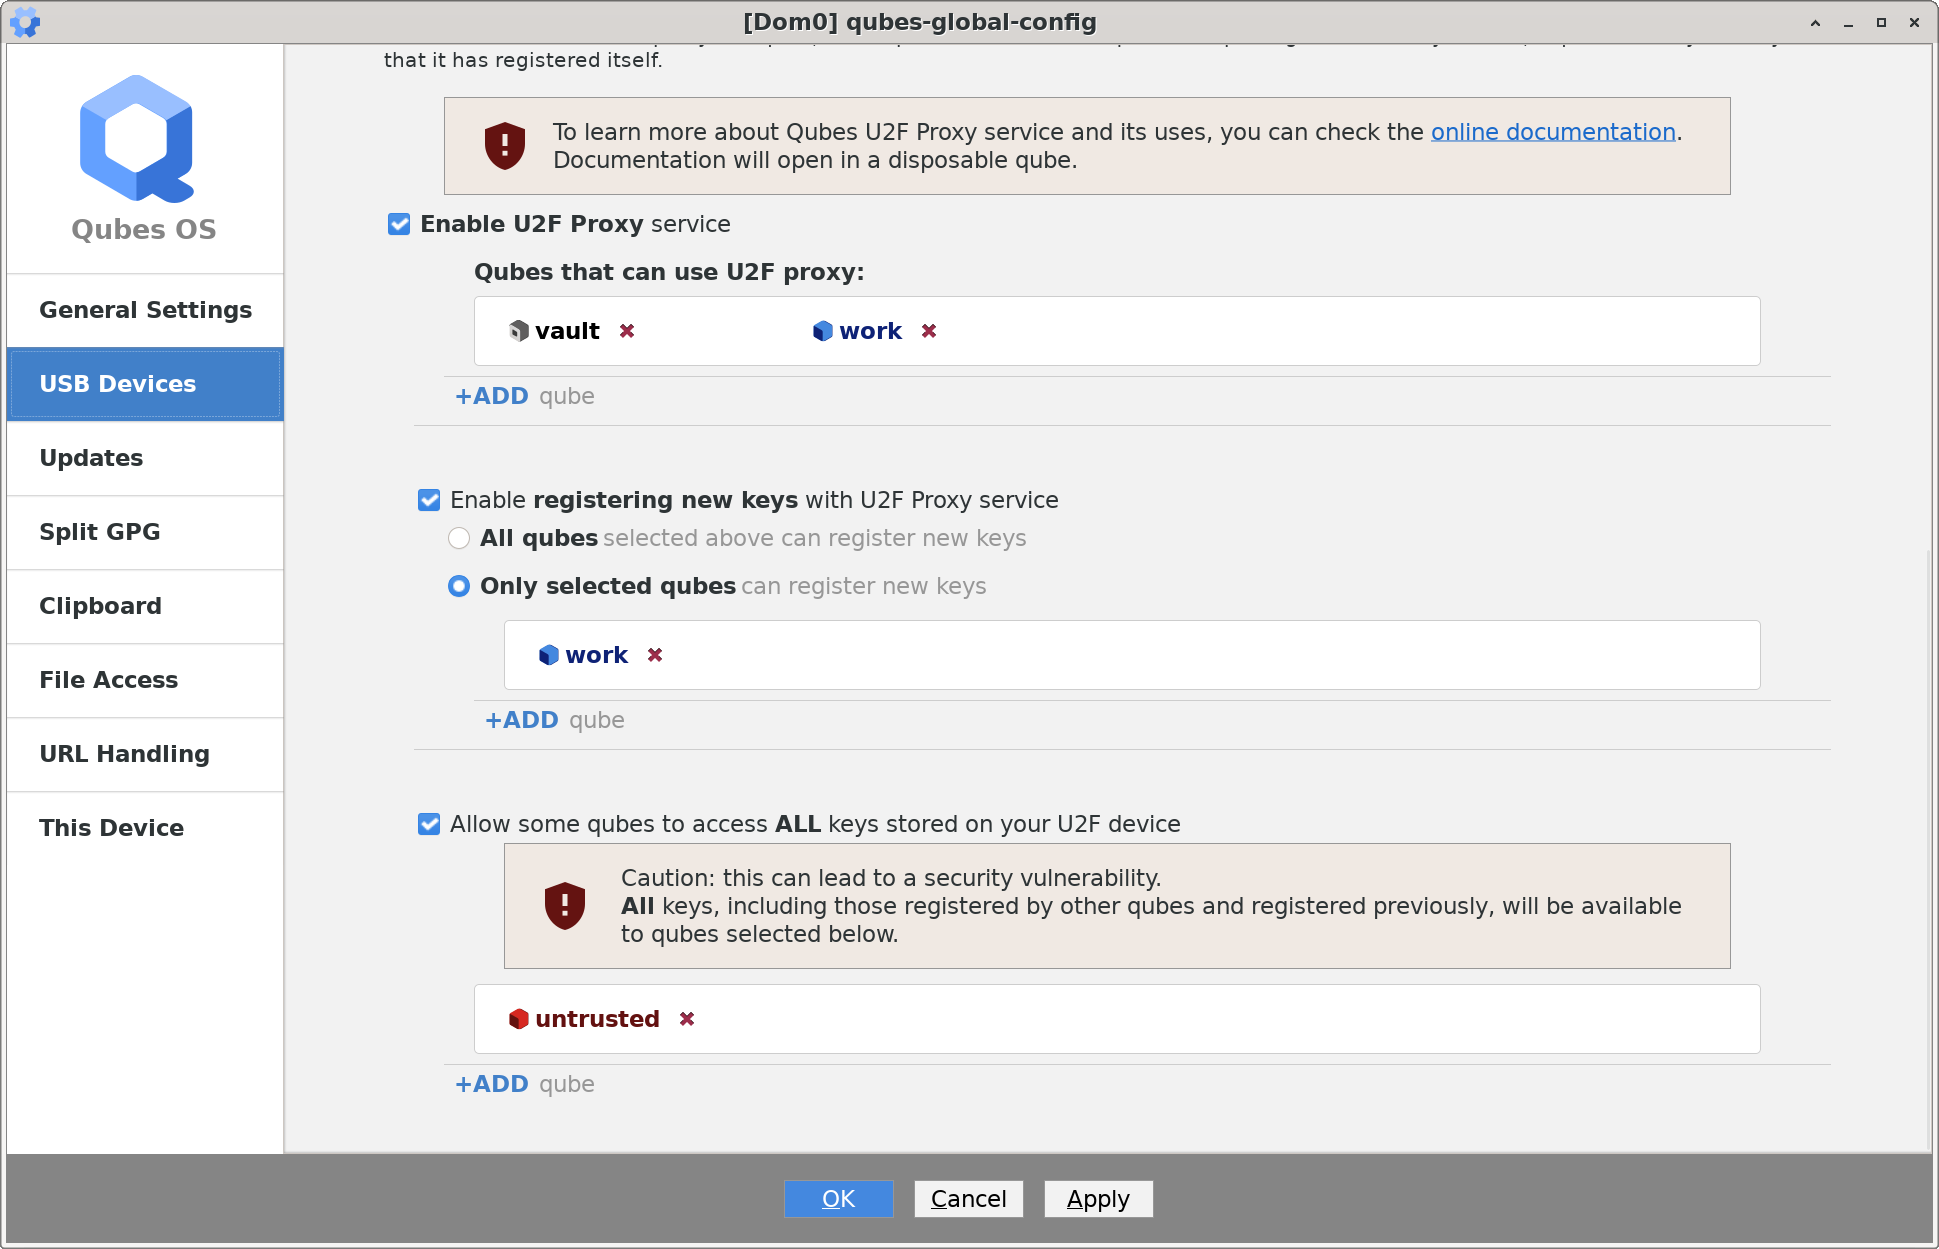 [Dom0] qubes-global-config
that it has registered itself.
To learn more about Qubes U2F Proxy service and its uses, you can check the online documentation.
Documentation will open in a disposable qube.
Qubes OS
General Settings
USB Devices
Updates
Split GPG
Clipboard
File Access
URL Handling
This Device
Enable U2F Proxy service
Qubes that can use U2F proxy:
vault work
+ADD qube
Enable registering new keys with U2F Proxy service
All qubes selected above can register new keys
Only selected qubes can register new keys
work
+ADD qube
Allow some qubes to access ALL keys stored on your U2F device
Caution: this can lead to a security vulnerability.
All keys, including those registered by other qubes and registered previously, will be available
to qubes selected below.
untrusted
+ADD qube
OK Cancel Apply